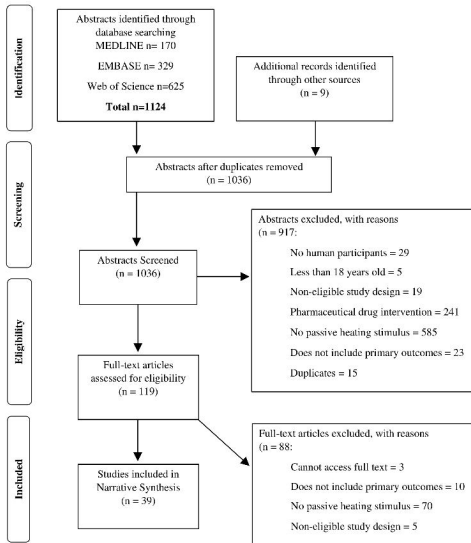 Identification
Abstracts identified through
database searching
MEDLINE n= 170
EMBASE n= 329
Web of Science n=625
Total n=1124
Additional records identified
through other sources
(n = 9)
Screening
Abstracts after duplicates removed
(n = 1036)
Abstracts Screened
(n = 1036)
Abstracts excluded, with reasons
(n = 917:
No human participants = 29
Less than 18 years old = 5
Non-eligible study design = 19
Pharmaceutical drug intervention = 241
No passive heating stimulus = 585
Does not include primary outcomes = 23
Duplicates = 15
Eligibility
Full-text articles
assessed for eligibility
(n = 119)
Included
Studies included in
Narrative Synthesis
(n = 39)
Full-text articles excluded, with reasons
(n = 88:
Cannot access full text = 3
Does not include primary outcomes = 10
No passive heating stimulus = 70
Non-eligible study design = 5